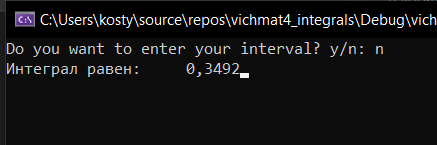 C:\Users\kosty\source\repos\vichmat4_integrals\Debug\vich
Do you want to enter your interval? y/n: n
Интеграл равен: 0,3492